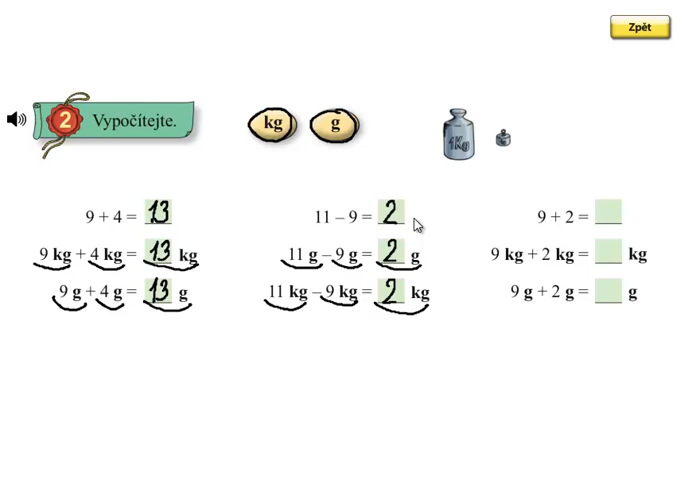 Zpět
2 Vypočítejte.
kg g
1Kg
9 + 4 = 13
9 kg + 4 kg = 13 kg
9 g + 4 g = 13 g
11 – 9 = 2
11 g – 9 g = 2 g
11 kg – 9 kg = 2 kg
9 + 2 =
9 kg + 2 kg = kg
9 g + 2 g = g